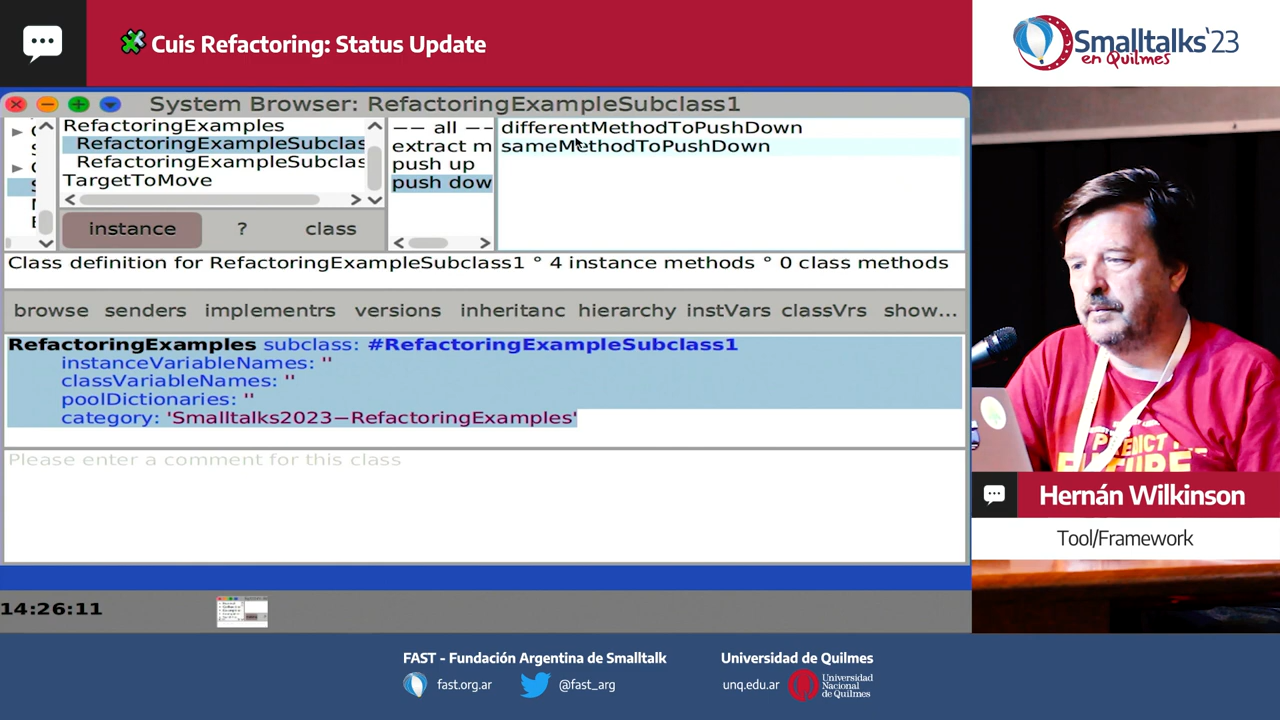 Cuis Refactoring: Status Update
Smalltalks'23
en Quilmes
System Browser: RefactoringExampleSubclass1
RefactoringExamples
RefactoringExampleSubclas
RefactoringExampleSubclas
TargetToMove
instance
?
class
-- all --
extract m
push up
push dow
differentMethodToPushDown
sameMethodToPushDown
Class definition for RefactoringExampleSubclass1 ° 4 instance methods ° 0 class methods
browse senders implementrs versions inheritanc hierarchy instVars classVrs show...
RefactoringExamples subclass: #RefactoringExampleSubclass1
instanceVariableNames: ''
classVariableNames: ''
poolDictionaries: ''
category: 'Smalltalks2023−RefactoringExamples'
Please enter a comment for this class
14:26:11
PREDICT THE
FUTURE
Hernán Wilkinson
Tool/Framework
FAST - Fundación Argentina de Smalltalk
fast.org.ar
@fast_arg
Universidad de Quilmes
unq.edu.ar
Universidad
Nacional
de Quilmes